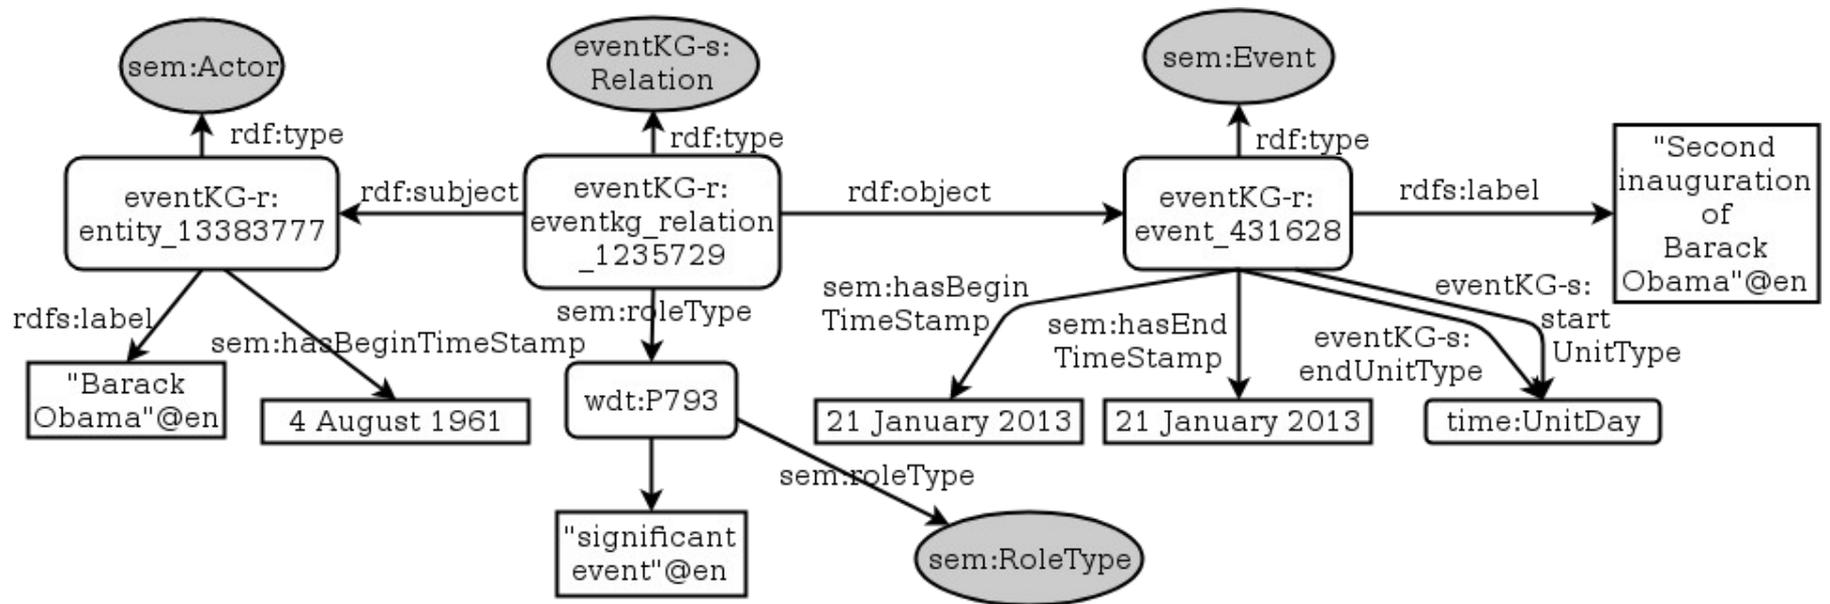 sem:Actor
eventKG-s:
Relation
sem:Event
rdf:type
rdf:type
rdf:type
eventKG-r:
entity_13383777
rdf:subject
eventKG-r:
eventkg_relation
_1235729
rdf:object
eventKG-r:
event_431628
rdfs:label
"Second
inauguration
of
Barack
Obama"@en
rdfs:label
sem:hasBeginTimeStamp
sem:roleType
sem:hasBegin
TimeStamp
sem:hasEnd
TimeStamp
eventKG-s:
endUnitType
eventKG-s:
start
UnitType
"Barack
Obama"@en
4 August 1961
wdt:P793
21 January 2013
21 January 2013
time:UnitDay
sem:roleType
"significant
event"@en
sem:RoleType